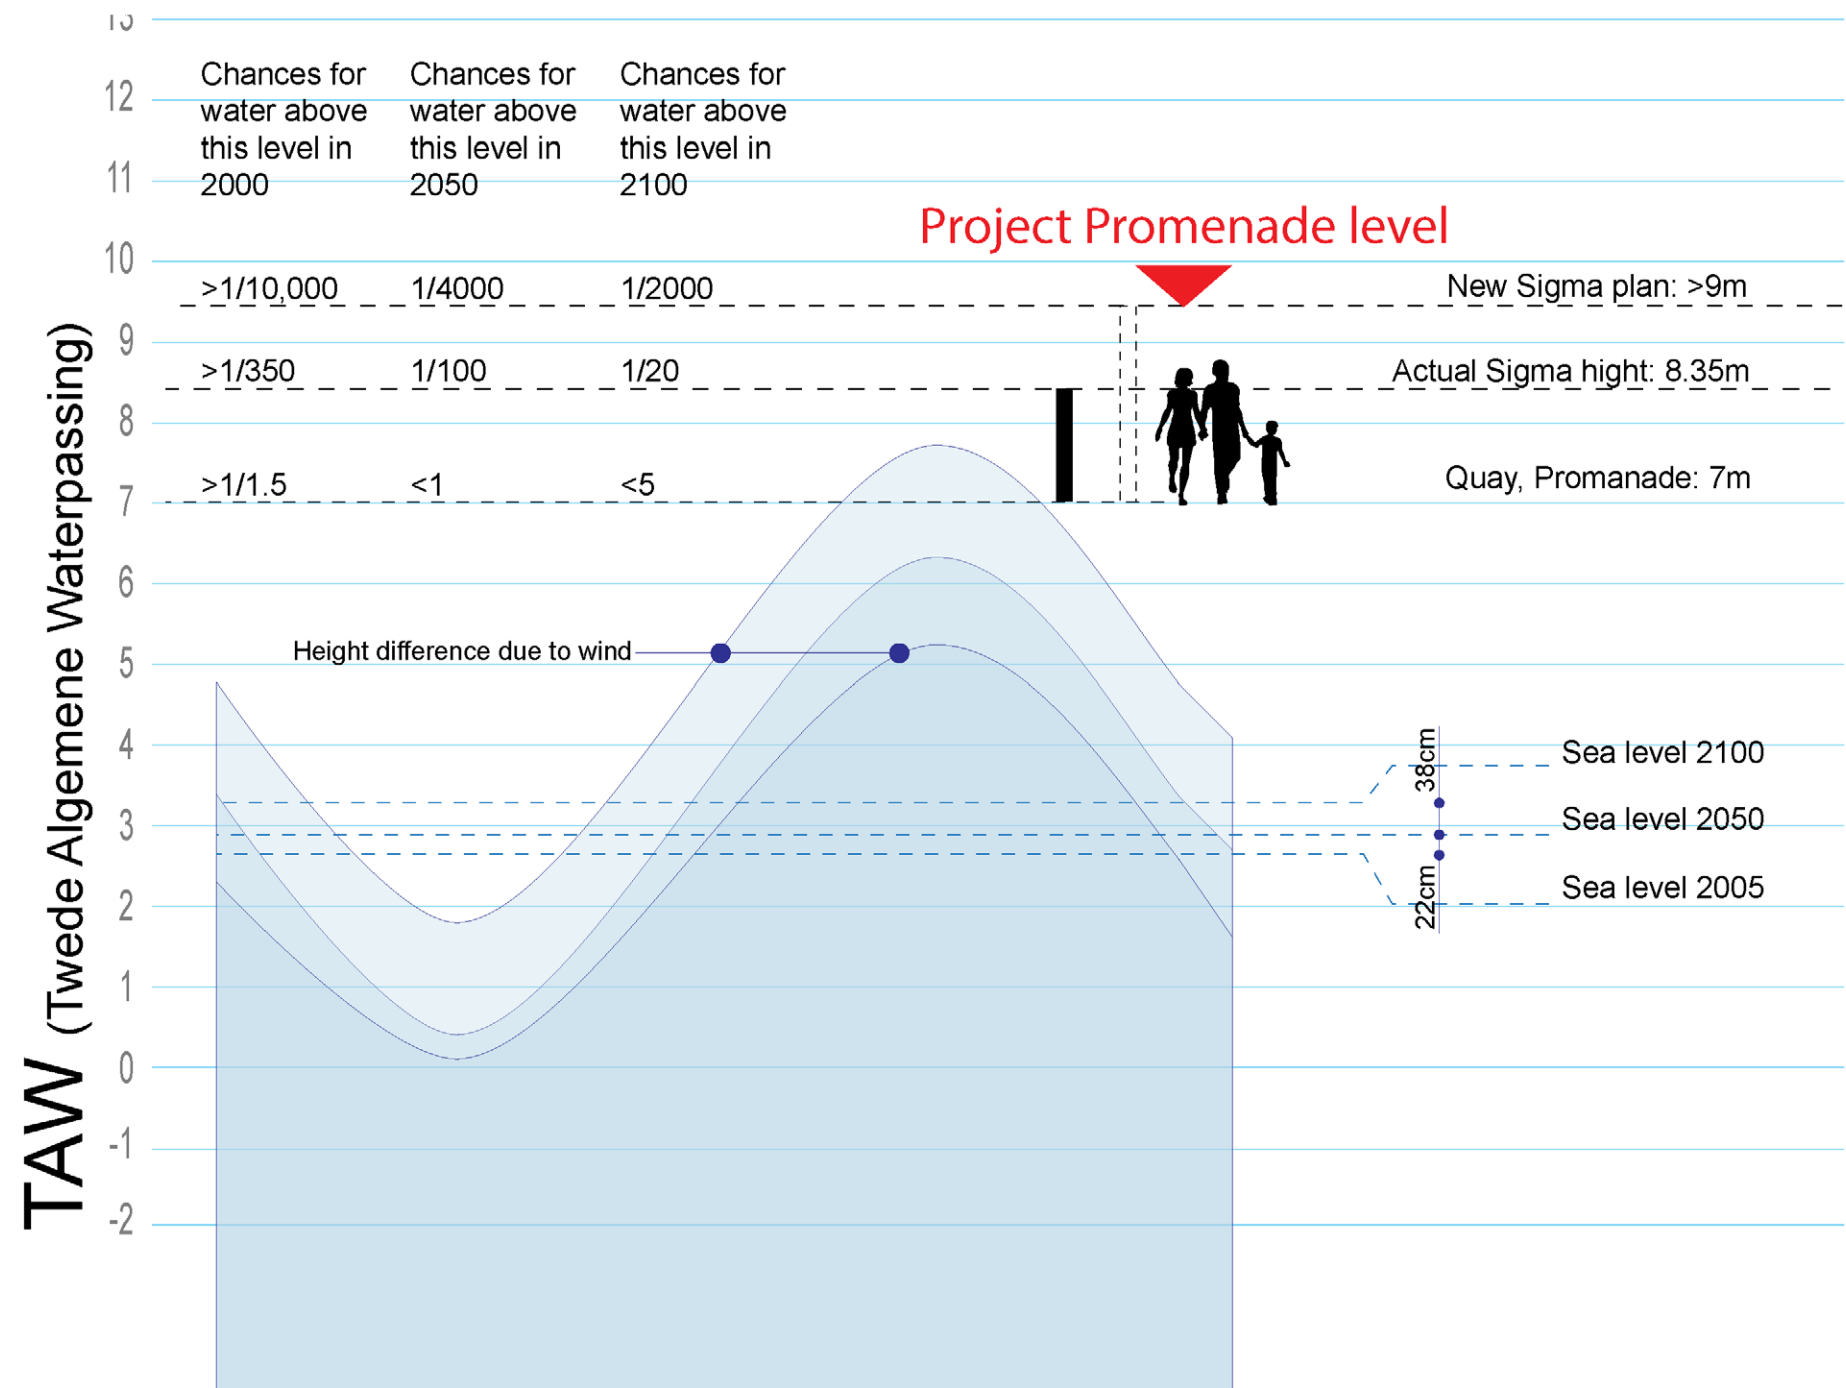 13
12
11
10
9
8
7
6
5
4
3
2
1
0
-1
-2
TAW (Twede Algemene Waterpassing)
Chances for
water above
this level in
2000
Chances for
water above
this level in
2050
Chances for
water above
this level in
2100
Project Promenade level
>1/10,000 1/4000 1/2000 New Sigma plan: >9m
>1/350 1/100 1/20 Actual Sigma hight: 8.35m
>1/1.5 <1 <5 Quay, Promanade: 7m
Height difference due to wind
38cm
22cm
Sea level 2100
Sea level 2050
Sea level 2005